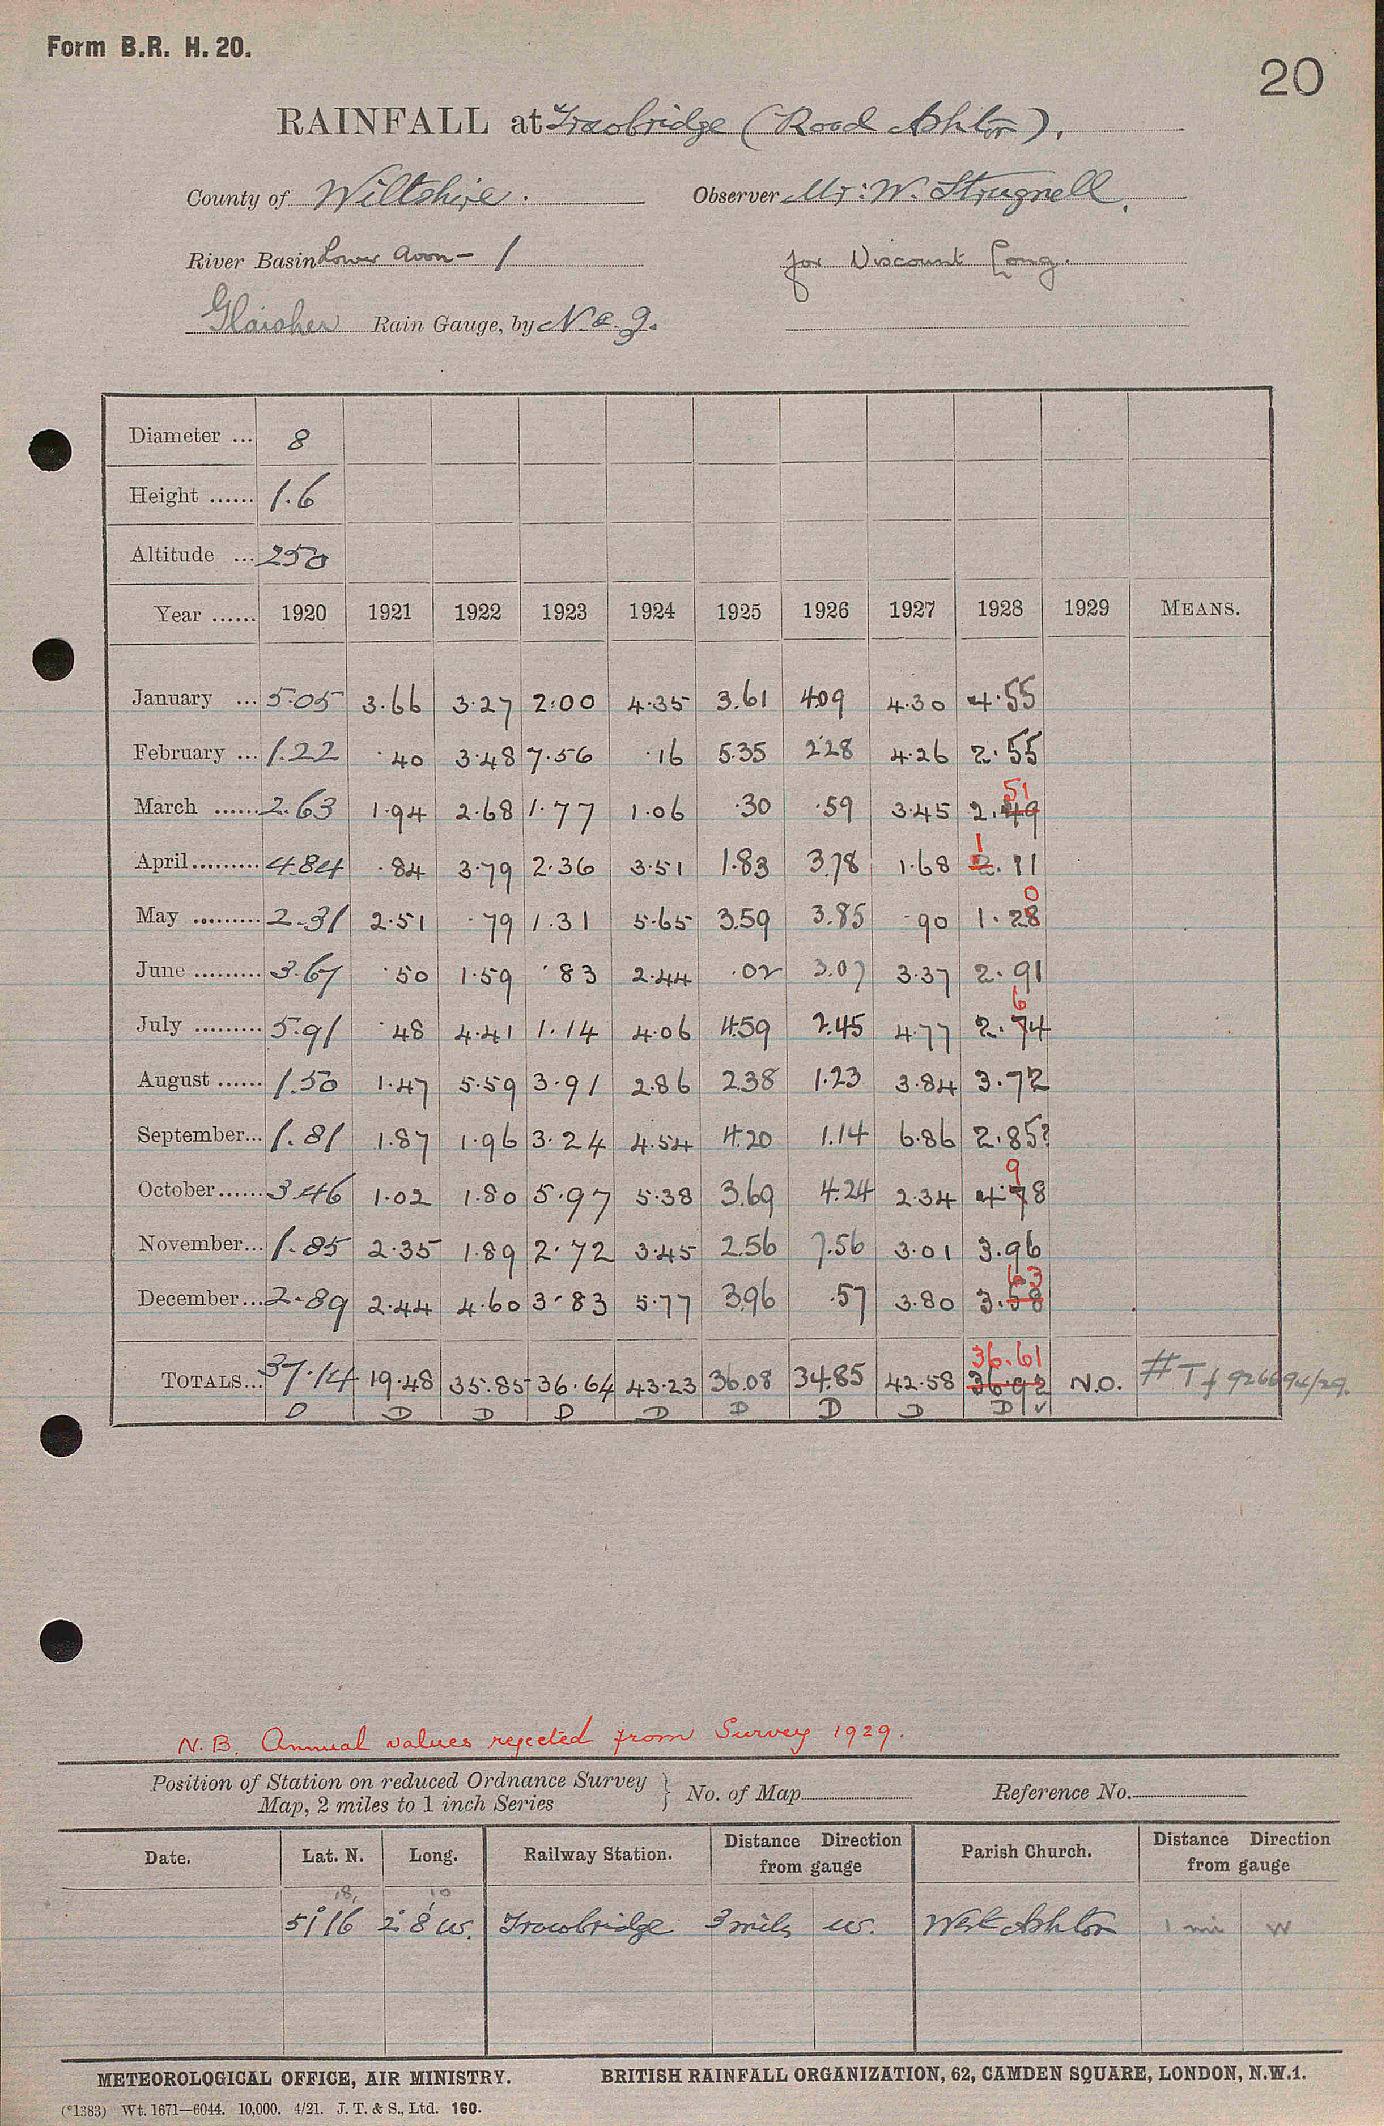 Form B.R. H. 20.
20
RAINFALL at Trowbridge (Rood Ashton).
County of Wiltshire. Observer Mr: W. Strugnell.
River Basin Lower Avon - 1 for Viscount Long.
Glaisher Rain Gauge, by N & Z.
Diameter ... 8
Height ...... 1.6
Altitude ... 250
Year ...... 1920 1921 1922 1923 1924 1925 1926 1927 1928 1929 MEANS.
January ... 5.05 3.66 3.27 2.00 4.35 3.61 4.09 4.30 4.55
February ... 1.22 .40 3.48 7.56 .16 5.35 2.28 4.26 2.55
51
March ...... 2.63 1.94 2.68 1.77 1.06 .30 .59 3.45 2.49
1
April ......... 4.84 .84 3.79 2.36 3.51 1.83 3.78 1.68 2.11
0
May ......... 2.31 2.51 .79 1.31 5.65 3.59 3.85 .90 1.28
June ......... 3.67 .50 1.59 .83 2.44 .02 3.07 3.37 2.91
6
July ......... 5.91 .48 4.41 1.14 4.06 4.59 2.45 4.77 2.74
August ...... 1.50 1.47 5.59 3.91 2.86 2.38 1.23 3.84 3.72
September... 1.81 1.87 1.96 3.24 4.54 4.20 1.14 6.86 2.85?
9
October ...... 3.46 1.02 1.80 5.97 5.38 3.69 4.24 2.34 4.78
November... 1.85 2.35 1.89 2.72 3.45 2.56 7.56 3.01 3.96
63
December... 2.89 2.44 4.60 3.83 5.77 3.96 .57 3.80 3.58
36.61
TOTALS... 37.14 19.48 35.85 36.64 43.23 36.08 34.85 42.58 36.92 N.O. # T f 926694/29.
D D D D D D D D D ✓
N.B. Annual values rejected from Survey 1929.
Position of Station on reduced Ordnance Survey Map, 2 miles to 1 inch Series } No. of Map Reference No.
Date. Lat. N. Long. Railway Station. Distance Direction from gauge Parish Church. Distance Direction from gauge
18, 10
51° 16 2° 8' W. Trowbridge 3 miles W. West Ashton 1 mi W
METEOROLOGICAL OFFICE, AIR MINISTRY. BRITISH RAINFALL ORGANIZATION, 62, CAMDEN SQUARE, LONDON, N.W.1.
(*1383) Wt. 1671—6044. 10,000. 4/21. J. T. & S., Ltd. 160.